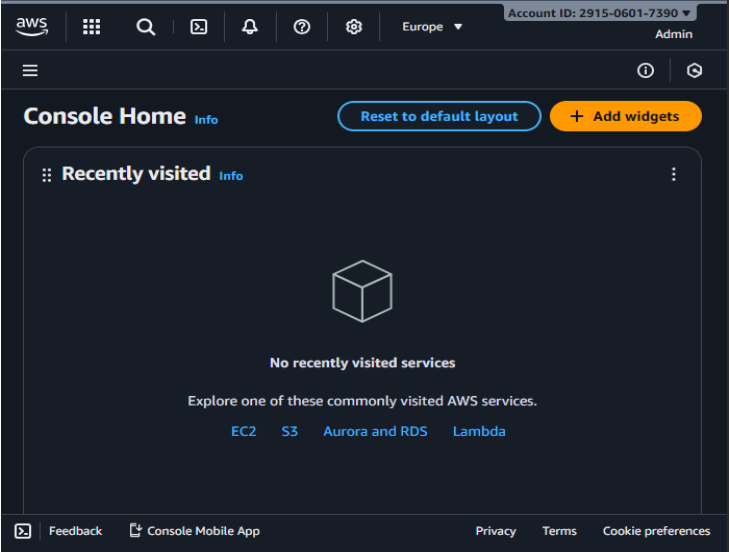 aws
Europe ▼
Account ID: 2915-0601-7390 ▼
Admin
Console Home Info
Reset to default layout
+ Add widgets
Recently visited Info
No recently visited services
Explore one of these commonly visited AWS services.
EC2 S3 Aurora and RDS Lambda
Feedback Console Mobile App Privacy Terms Cookie preferences